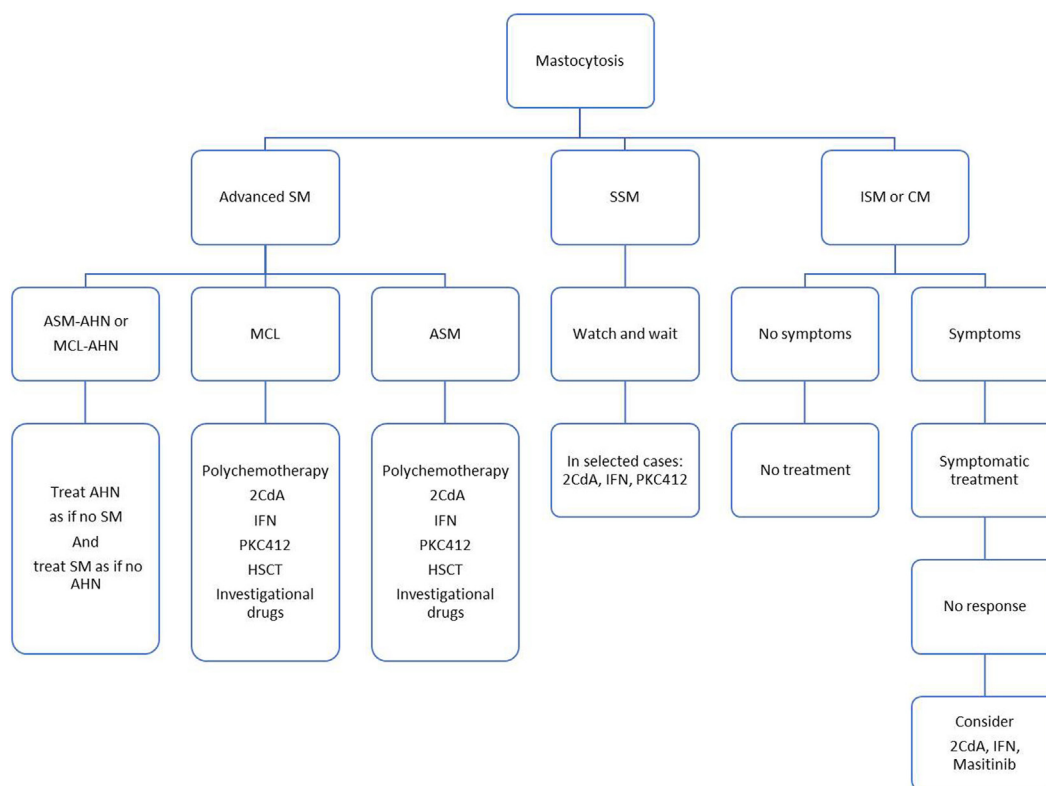 Mastocytosis
Advanced SM
SSM
ISM or CM
ASM-AHN or
MCL-AHN
MCL
ASM
Watch and wait
No symptoms
Symptoms
Treat AHN
as if no SM
And
treat SM as if no
AHN
Polychemotherapy
2CdA
IFN
PKC412
HSCT
Investigational
drugs
Polychemotherapy
2CdA
IFN
PKC412
HSCT
Investigational
drugs
In selected cases:
2CdA, IFN, PKC412
No treatment
Symptomatic
treatment
No response
Consider
2CdA, IFN,
Masitinib